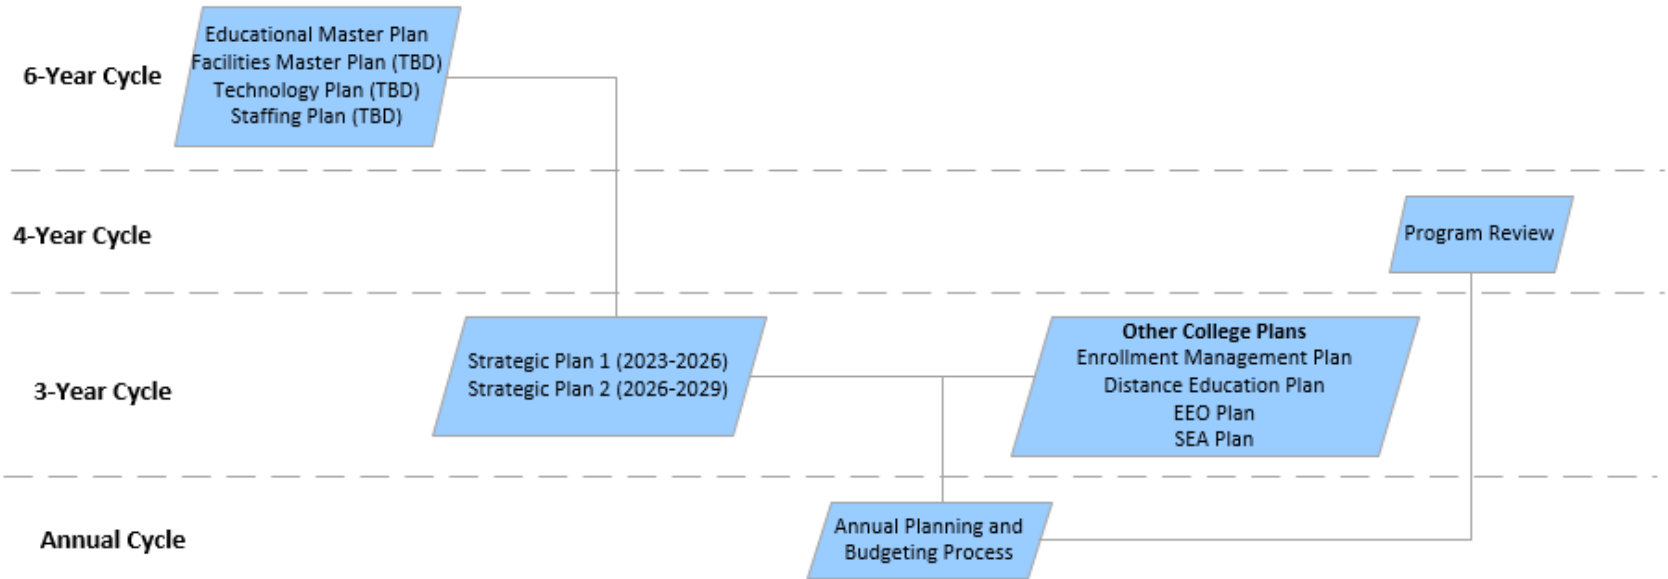 6-Year Cycle
Educational Master Plan
Facilities Master Plan (TBD)
Technology Plan (TBD)
Staffing Plan (TBD)
4-Year Cycle
Program Review
3-Year Cycle
Strategic Plan 1 (2023-2026)
Strategic Plan 2 (2026-2029)
Other College Plans
Enrollment Management Plan
Distance Education Plan
EEO Plan
SEA Plan
Annual Cycle
Annual Planning and
Budgeting Process